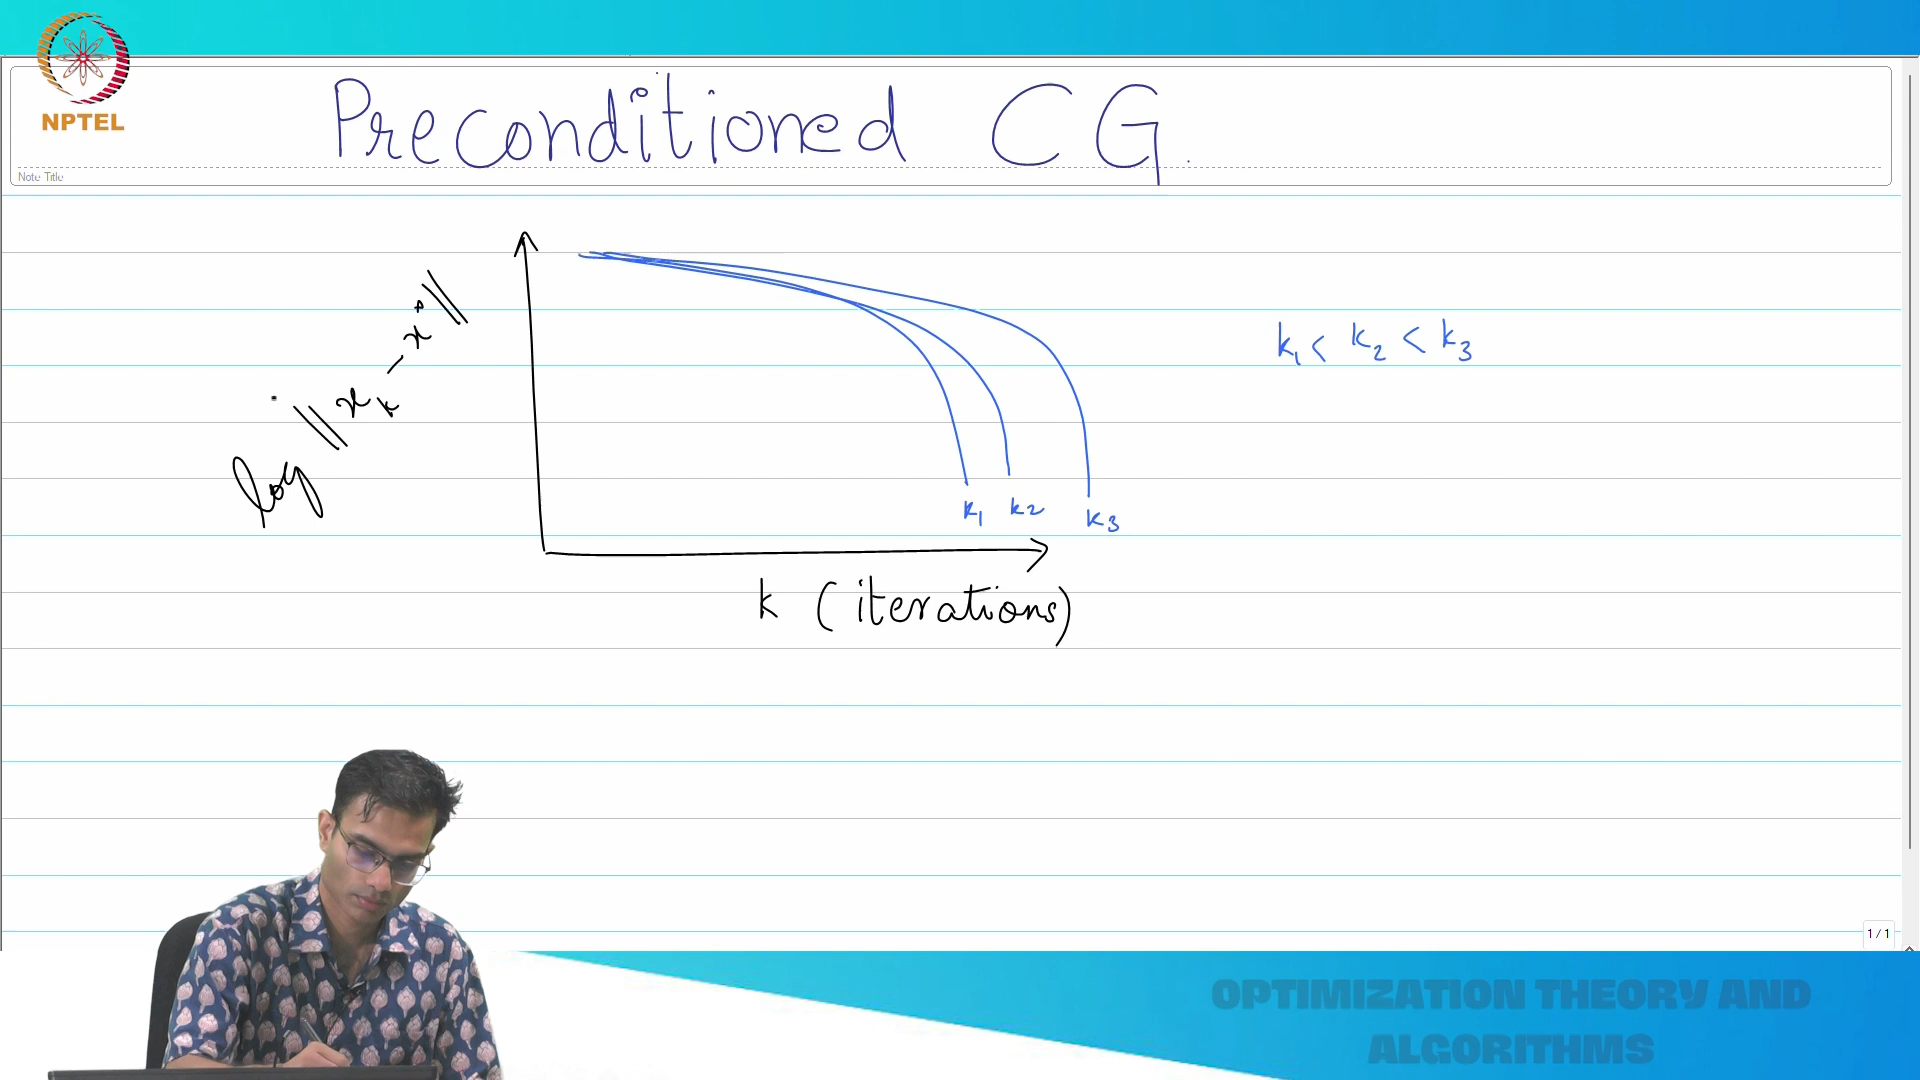 NPTEL
Preconditioned CG
Note Title
log ||x_k - x*||
k₁ < k₂ < k₃
k₁ k₂ k₃
k (iterations)
1 / 1
OPTIMIZATION THEORY AND
ALGORITHMS